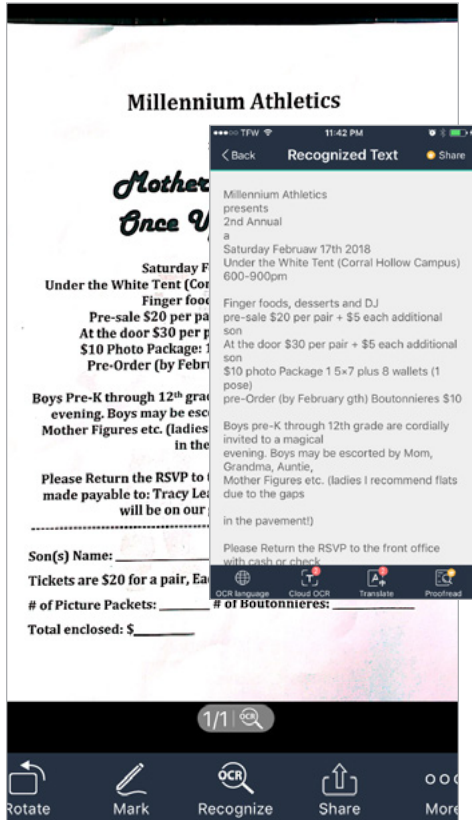 Millennium Athletics
Mother
Once
Saturday
Under the White Tent
Finger
Pre-sale $20 per
At the door $30 per
$10 Photo Package:
Pre-Order (by
Boys Pre-K through 12th
evening. Boys may be
Mother Figures etc. (ladies
in the
Please Return the RSVP to
made payable to: Tracy
will be on our
Son(s) Name:
Tickets are $20 for a pair,
# of Picture Packets: # of Boutonnieres:
Total enclosed: $
TFW 11:42 PM
Back Recognized Text Share
Millennium Athletics
presents
2nd Annual
a
Saturday Februaw 17th 2018
Under the White Tent (Corral Hollow Campus)
600-900pm
Finger foods, desserts and DJ
pre-sale $20 per pair + $5 each additional
son
At the door $30 per pair + $5 each additional
son
$10 photo Package 1 5×7 plus 8 wallets (1
pose)
pre-Order (by February gth) Boutonnieres $10
Boys pre-K through 12th grade are cordially
invited to a magical
evening. Boys may be escorted by Mom,
Grandma, Auntie,
Mother Figures etc. (ladies I recommend flats
due to the gaps
in the pavement!)
Please Return the RSVP to the front office
with cash or check
OCR language Cloud OCR Translate Proofread
1/1 OCR
OCR
Rotate Mark Recognize Share More